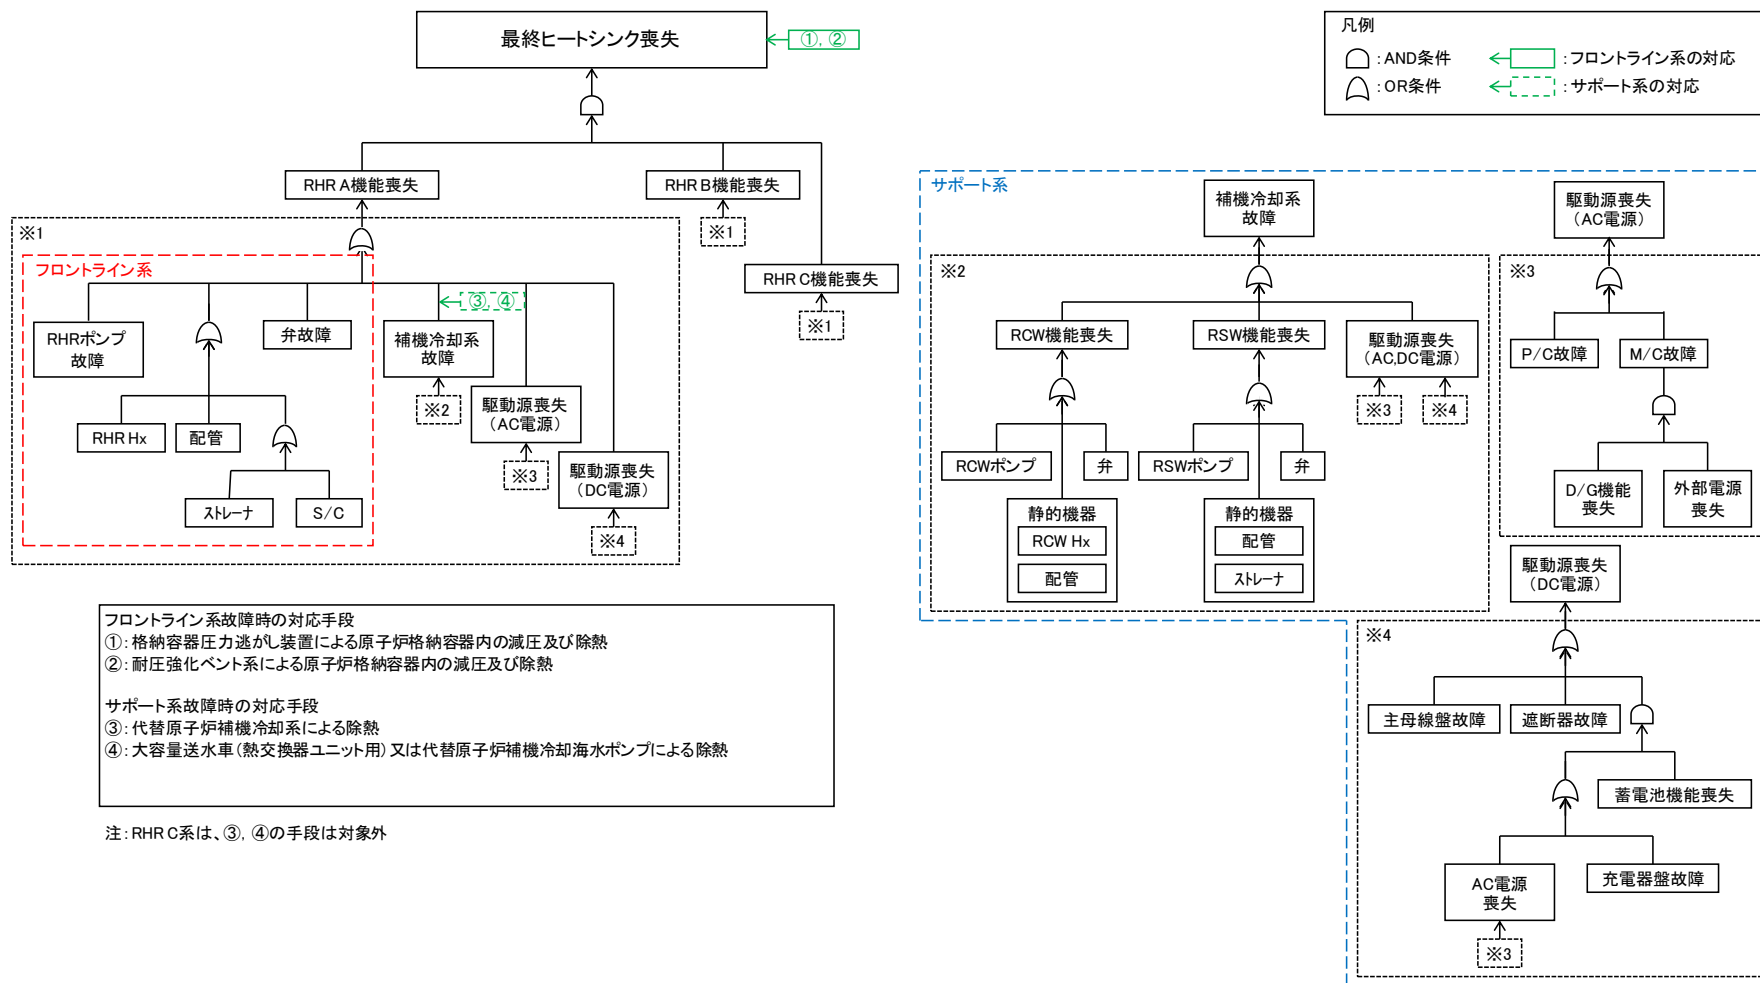 最終ヒートシンク喪失
①, ②
凡例
：AND条件
：フロントライン系の対応
：OR条件
：サポート系の対応
RHR A機能喪失
RHR B機能喪失
※1
RHR C機能喪失
※1
※1
フロントライン系
RHRポンプ
故障
弁故障
③, ④
補機冷却系
故障
※2
RHR Hx
配管
ストレーナ
S/C
駆動源喪失
（AC電源）
※3
駆動源喪失
（DC電源）
※4
サポート系
補機冷却系
故障
※2
RCW機能喪失
RSW機能喪失
駆動源喪失
（AC,DC電源）
※3
※4
RCWポンプ
弁
RSWポンプ
弁
静的機器
RCW Hx
配管
静的機器
配管
ストレーナ
駆動源喪失
（AC電源）
※3
P/C故障
M/C故障
D/G機能
喪失
外部電源
喪失
駆動源喪失
（DC電源）
※4
主母線盤故障
遮断器故障
蓄電池機能喪失
AC電源
喪失
充電器盤故障
※3
フロントライン系故障時の対応手段
①：格納容器圧力逃がし装置による原子炉格納容器内の減圧及び除熱
②：耐圧強化ベント系による原子炉格納容器内の減圧及び除熱
サポート系故障時の対応手段
③：代替原子炉補機冷却系による除熱
④：大容量送水車（熱交換器ユニット用）又は代替原子炉補機冷却海水ポンプによる除熱
注：RHR C系は、③, ④の手段は対象外